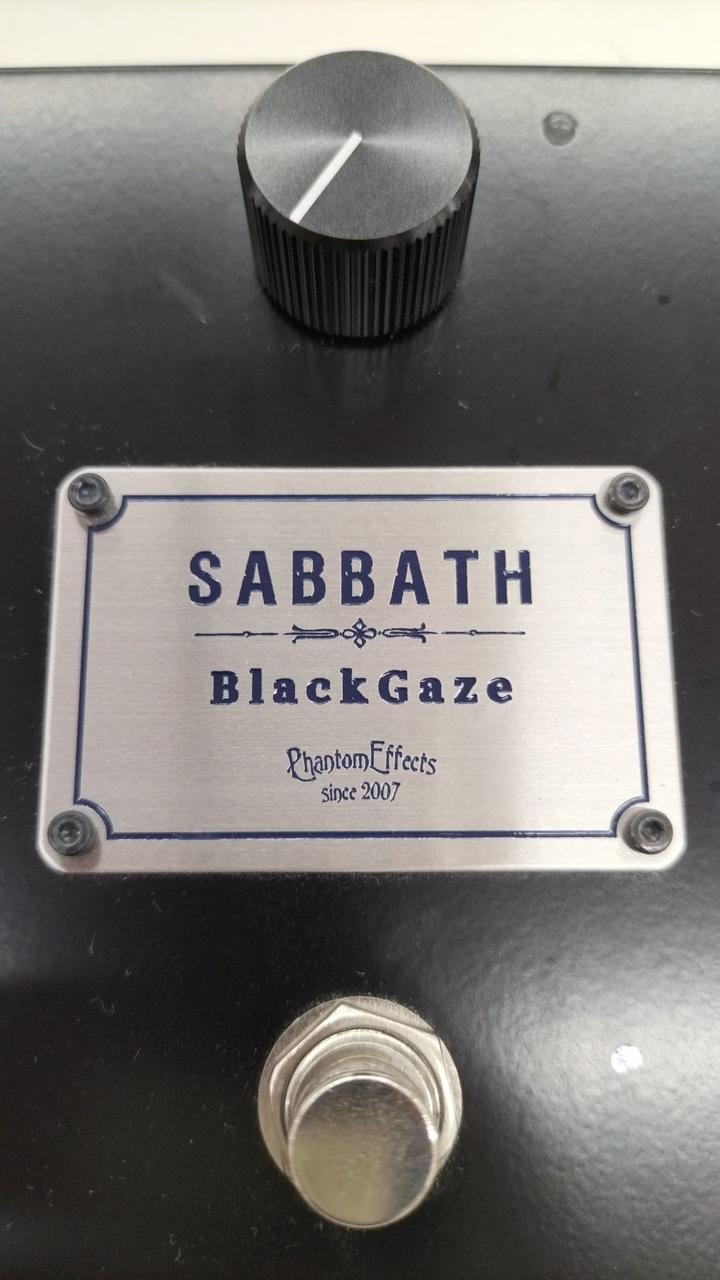 SABBATH
BlackGaze
PhantomEffects
since 2007